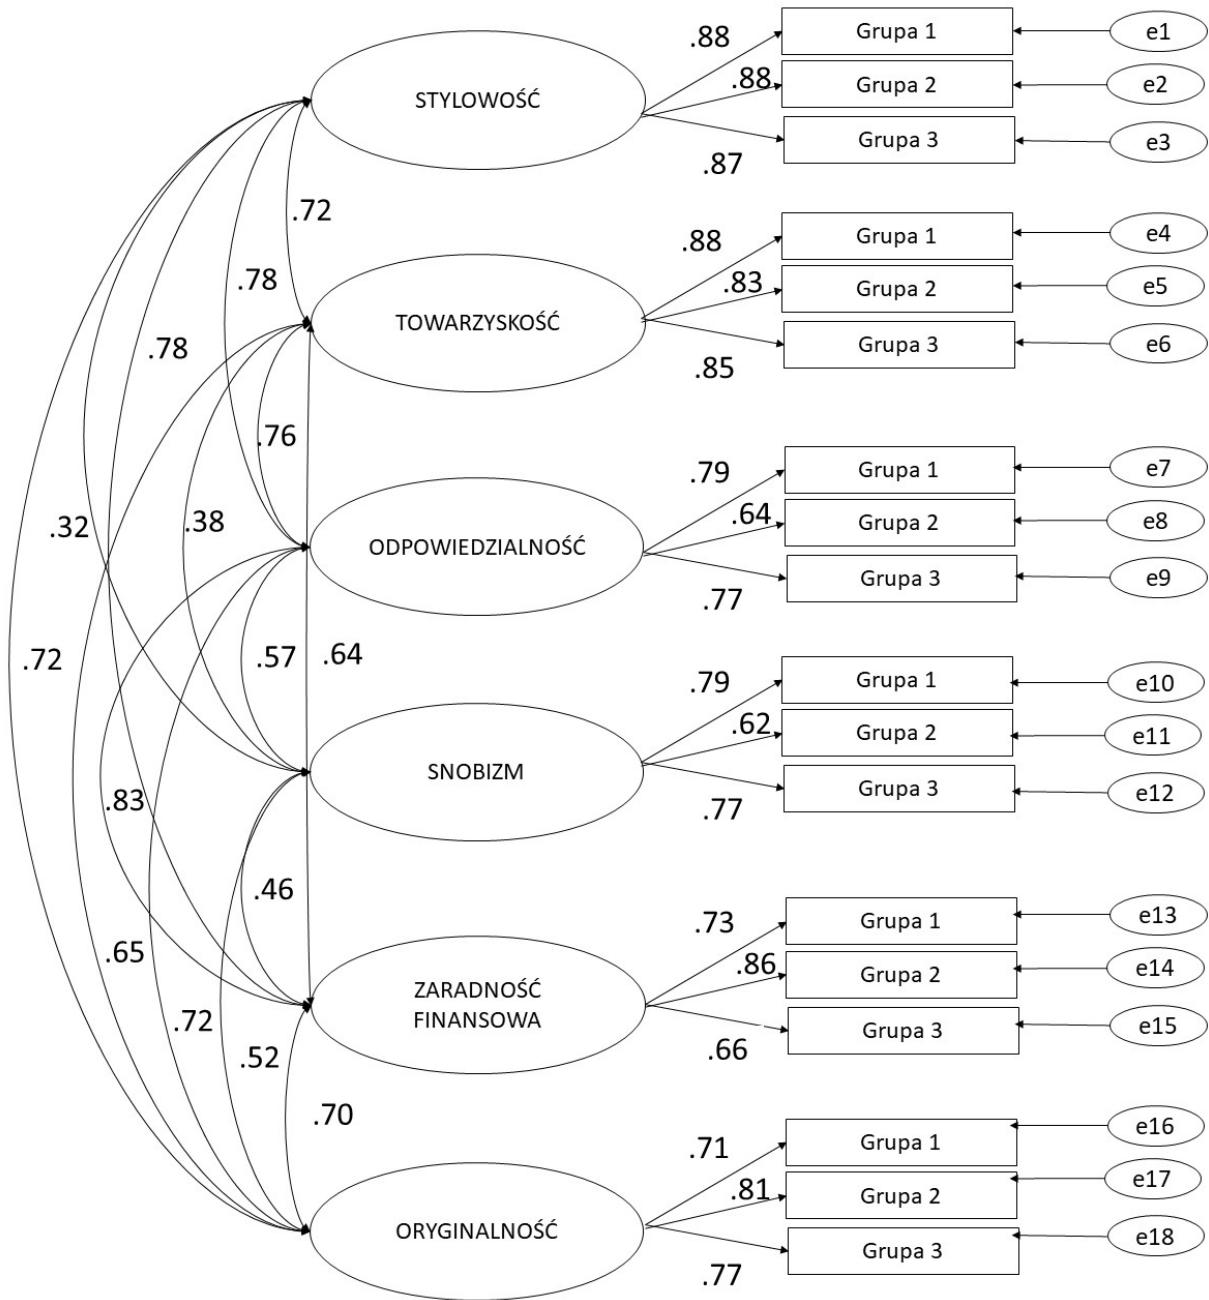 .88
Grupa 1
e1
STYLOWOŚĆ
.88
Grupa 2
e2
.87
Grupa 3
e3
.72
.88
Grupa 1
e4
.78
TOWARZYSKOŚĆ
.83
Grupa 2
e5
.78
.85
Grupa 3
e6
.76
.79
Grupa 1
e7
.32
.38
ODPOWIEDZIALNOŚĆ
.64
Grupa 2
e8
.77
Grupa 3
e9
.72
.57
.64
.79
Grupa 1
e10
SNOBIZM
.62
Grupa 2
e11
.83
.77
Grupa 3
e12
.46
.73
Grupa 1
e13
.65
ZARADNOŚĆ
FINANSOWA
.86
Grupa 2
e14
.72
.52
.66
Grupa 3
e15
.70
.71
Grupa 1
e16
ORYGINALNOŚĆ
.81
Grupa 2
e17
.77
Grupa 3
e18